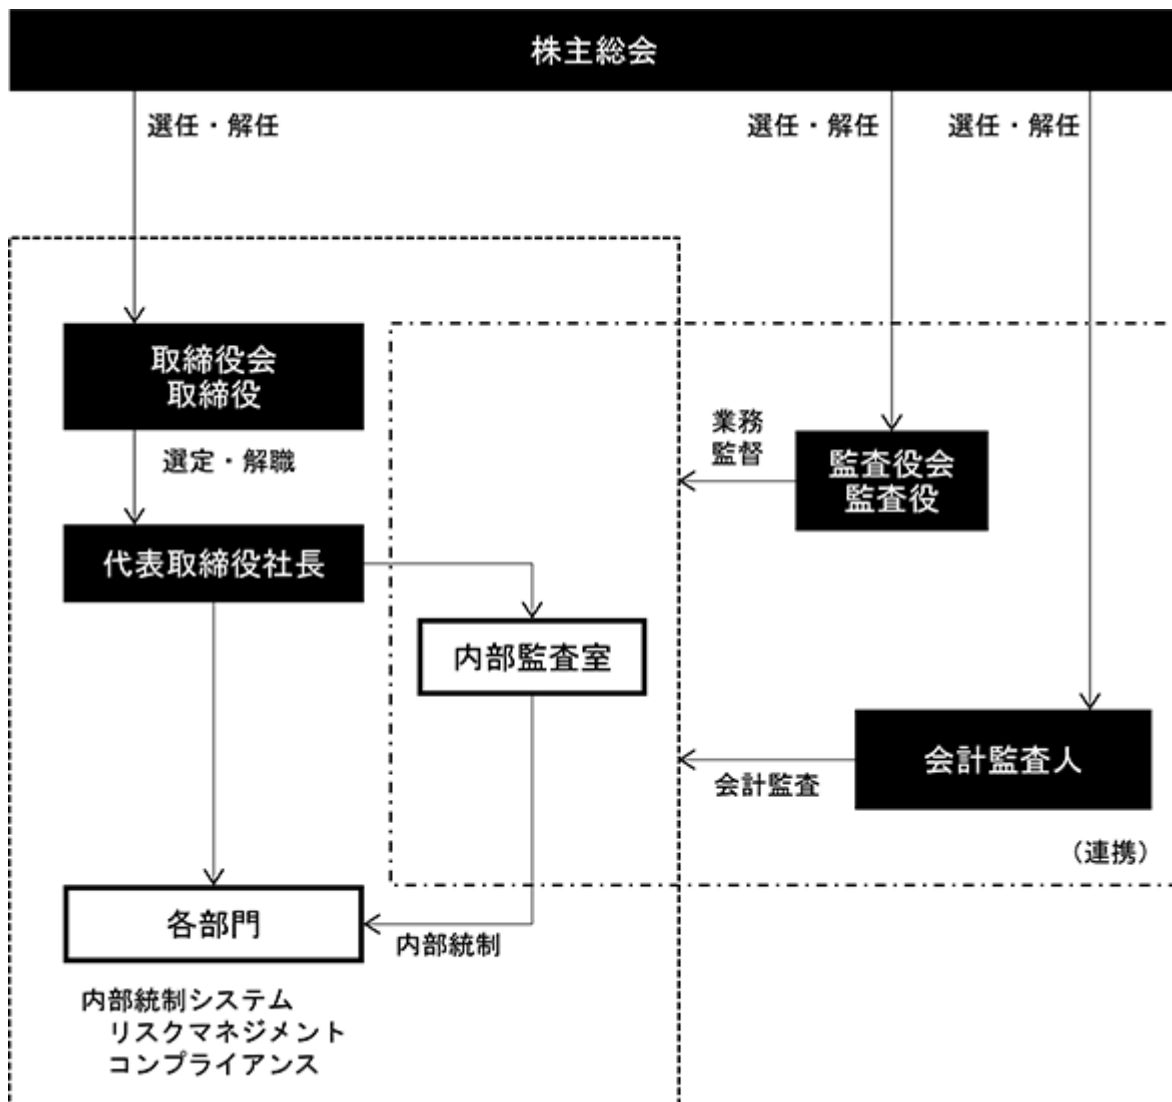 株主総会
選任・解任
選任・解任
選任・解任
取締役会
取締役
選定・解職
業務
監督
監査役会
監査役
代表取締役社長
内部監査室
会計監査人
会計監査
(連携)
各部門
内部統制
内部統制システム
リスクマネジメント
コンプライアンス